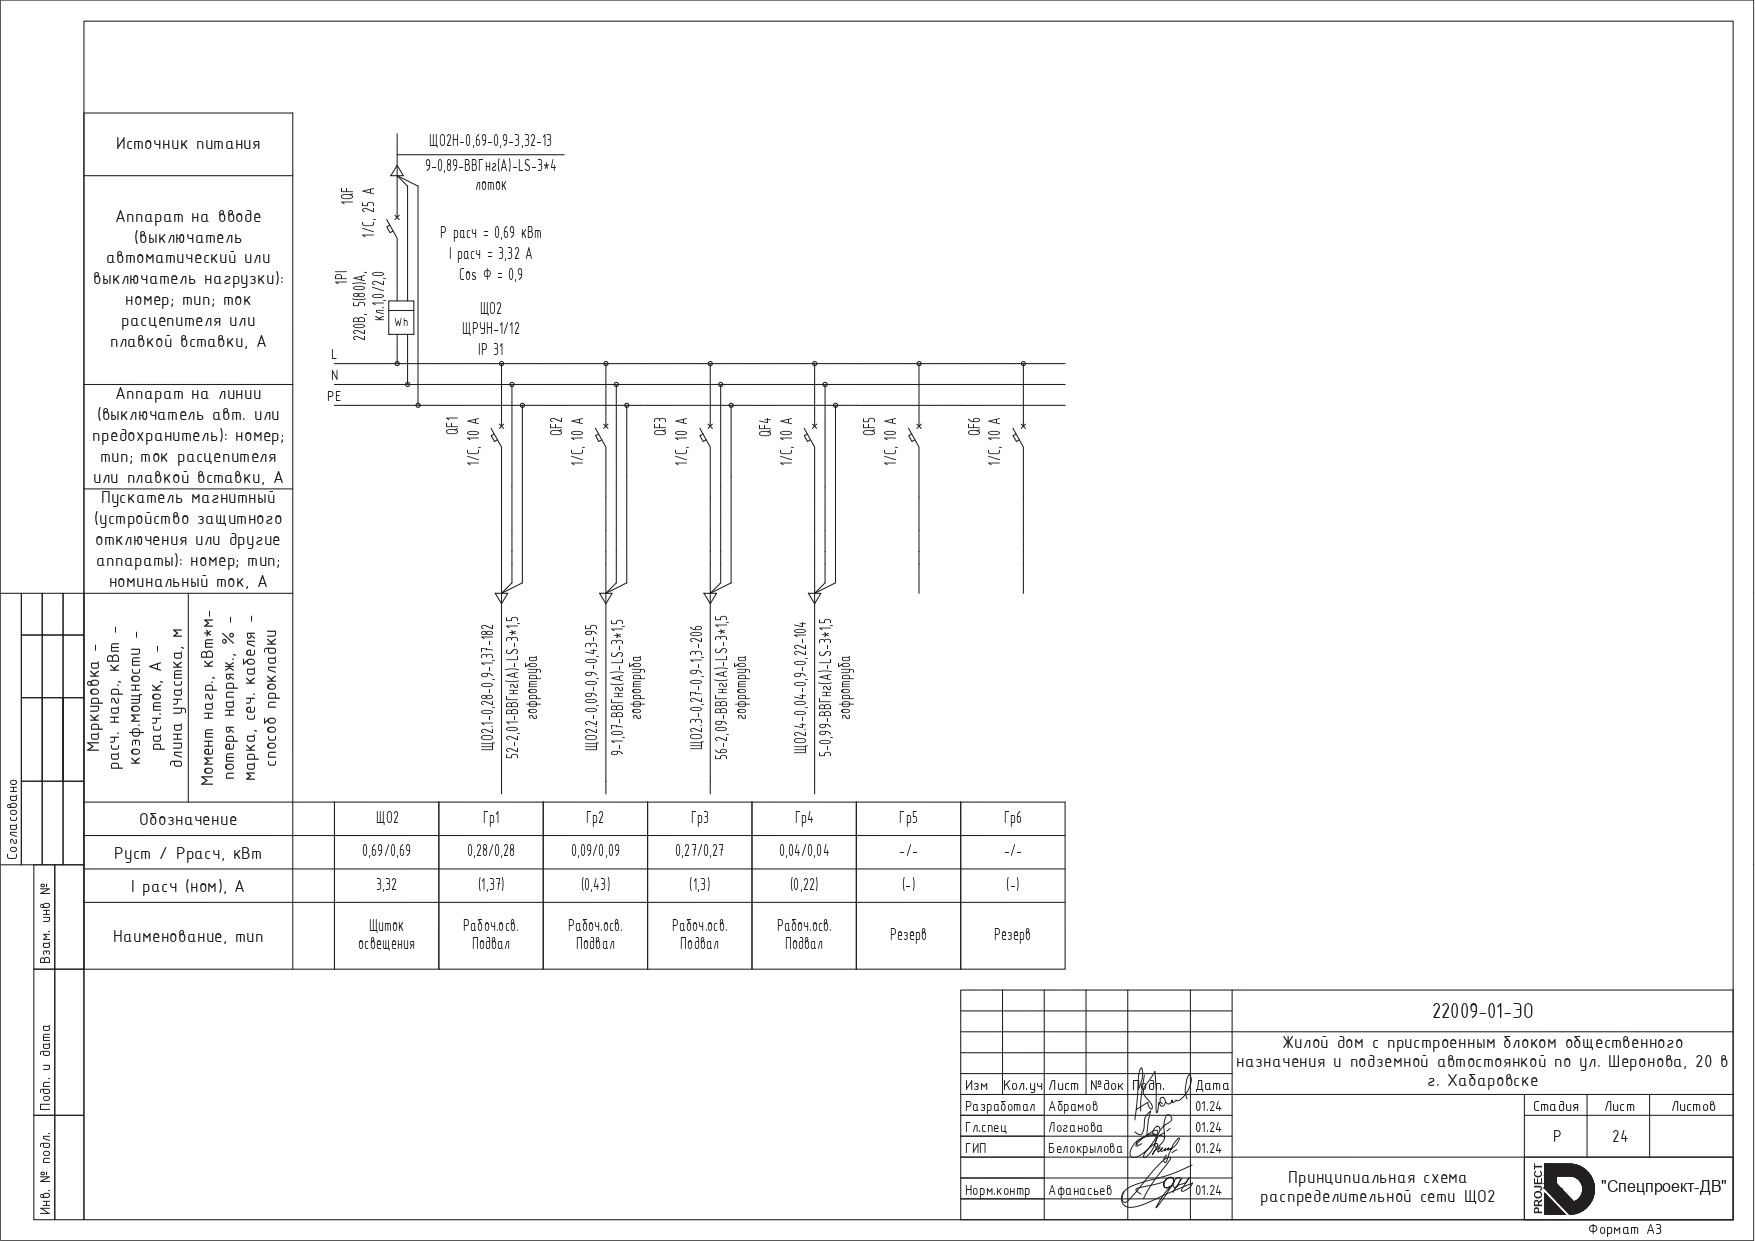 Источник питания
Аппарат на вводе
(выключатель
автоматический или
выключатель нагрузки):
номер; тип; ток
расцепителя или
плавкой вставки, А
Аппарат на линии
(выключатель авт. или
предохранитель): номер;
тип; ток расцепителя
или плавкой вставки, А
Пускатель магнитный
(устройство защитного
отключения или другие
аппараты): номер; тип;
номинальный ток, А
Маркировка -
расч. нагр., кВт -
коэф.мощности -
расч.ток, А -
длина участка, м
Момент нагр., кВт*м-
потеря напряж., % -
марка, сеч. кабеля -
способ прокладки
ЩО2Н-0,69-0,9-3,32-13
9-0,89-ВВГнг(А)-LS-3*4
лоток
1QF
1/C, 25 А
Р расч = 0,69 кВт
I расч = 3,32 А
Cos Ф = 0,9
1PI
220В, 5(80)А,
кл.1,0/2,0
Wh
ЩО2
ЩРУН-1/12
IP 31
L
N
PE
QF1
1/C, 10 А
QF2
1/C, 10 А
QF3
1/C, 10 А
QF4
1/C, 10 А
QF5
1/C, 10 А
QF6
1/C, 10 А
ЩО2.1-0,28-0,9-1,37-182
52-2,01-ВВГнг(А)-LS-3*1,5
гофротруба
ЩО2.2-0,09-0,9-0,43-95
9-1,07-ВВГнг(А)-LS-3*1,5
гофротруба
ЩО2.3-0,27-0,9-1,3-206
56-2,09-ВВГнг(А)-LS-3*1,5
гофротруба
ЩО2.4-0,04-0,9-0,22-104
5-0,99-ВВГнг(А)-LS-3*1,5
гофротруба
Обозначение ЩО2 Гр1 Гр2 Гр3 Гр4 Гр5 Гр6
Руст / Ррасч, кВт 0,69/0,69 0,28/0,28 0,09/0,09 0,27/0,27 0,04/0,04 -/- -/-
I расч (ном), А 3,32 (1,37) (0,43) (1,3) (0,22) (-) (-)
Наименование, тип
Щиток
освещения
Рабоч.осв.
Подвал
Рабоч.осв.
Подвал
Рабоч.осв.
Подвал
Рабоч.осв.
Подвал
Резерв
Резерв
Согласовано
Взам. инв №
Подп. и дата
Инв. № подл.
22009-01-ЭО
Жилой дом с пристроенным блоком общественного
назначения и подземной автостоянкой по ул. Шеронова, 20 в
г. Хабаровске
Изм Кол.уч Лист №док Подп. Дата
Разработал Абрамов 01.24
Гл.спец Логанова 01.24
ГИП Белокрылова 01.24
Норм.контр Афанасьев 01.24
Стадия Лист Листов
Р 24
Принципиальная схема
распределительной сети ЩО2
PROJECT
"Спецпроект-ДВ"
Формат А3